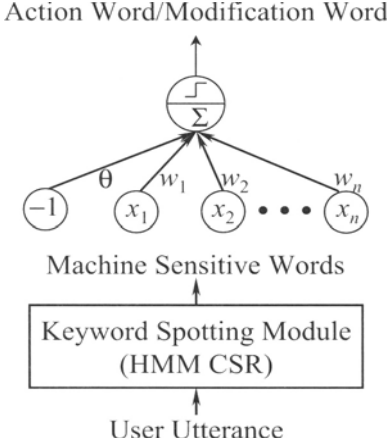 Action Word/Modification Word
Σ
θ w₁ w₂ wₙ
−1 x₁ x₂ • • • xₙ
Machine Sensitive Words
Keyword Spotting Module
(HMM CSR)
User Utterance